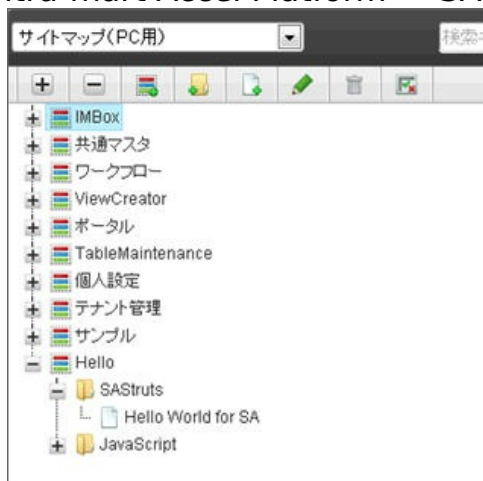 サイトマップ(PC用)
IMBox
共通マスタ
ワークフロー
ViewCreator
ポータル
TableMaintenance
個人設定
テナント管理
サンプル
Hello
SAStruts
Hello World for SA
JavaScript